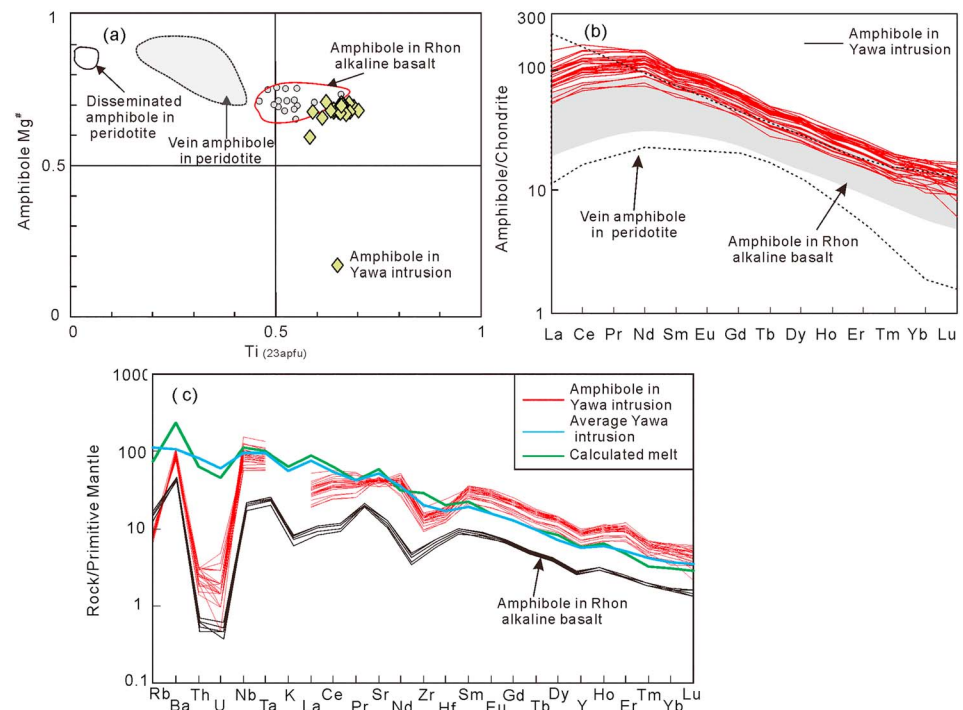 (a)
1
0.5
0
0
0.5
1
Amphibole Mg#
Ti (23apfu)
Amphibole in Rhon
alkaline basalt
Disseminated
amphibole in
peridotite
Vein amphibole
in peridotite
Amphibole in
Yawa intrusion
(b)
300
100
10
1
Amphibole/Chondrite
Amphibole in
Yawa intrusion
Vein amphibole
in peridotite
Amphibole in Rhon
alkaline basalt
La Ce Pr Nd Sm Eu Gd Tb Dy Ho Er Tm Yb Lu
(c)
1000
100
10
1
0.1
Rock/Primitive Mantle
Amphibole in
Yawa intrusion
Average Yawa
intrusion
Calculated melt
Amphibole in Rhon
alkaline basalt
Rb Ba Th U Nb Ta K La Ce Pr Sr Nd Zr Hf Sm Eu Gd Tb Dy Y Ho Er Tm Yb Lu